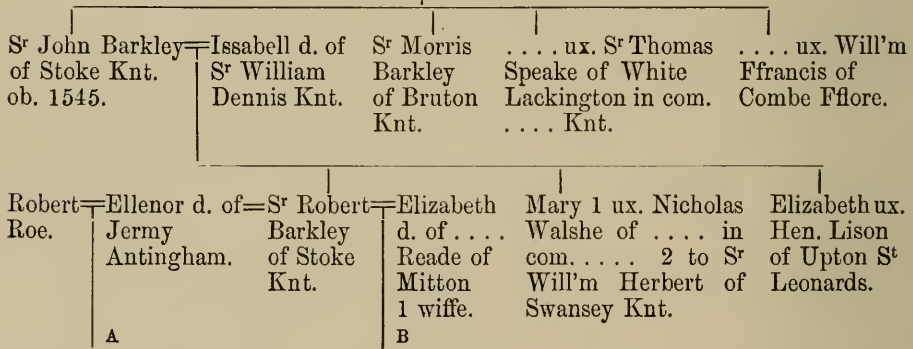 Sr John Barkley=Issabell d. of
of Stoke Knt. Sr William
ob. 1545. Dennis Knt.
Sr Morris
Barkley
of Bruton
Knt.
. . . . ux. Sr Thomas
Speake of White
Lackington in com.
. . . . Knt.
. . . . ux. Will'm
Ffrancis of
Combe Fflore.
Robert=Ellenor d. of=Sr Robert=Elizabeth
Roe.
Jermy
Antingham.
Barkley
of Stoke
Knt.
d. of . . . .
Reade of
Mitton
1 wiffe.
Mary 1 ux. Nicholas
Walshe of . . . . in
com. . . . . 2 to Sr
Will'm Herbert of
Swansey Knt.
Elizabeth ux.
Hen. Lison
of Upton St
Leonards.
A
B